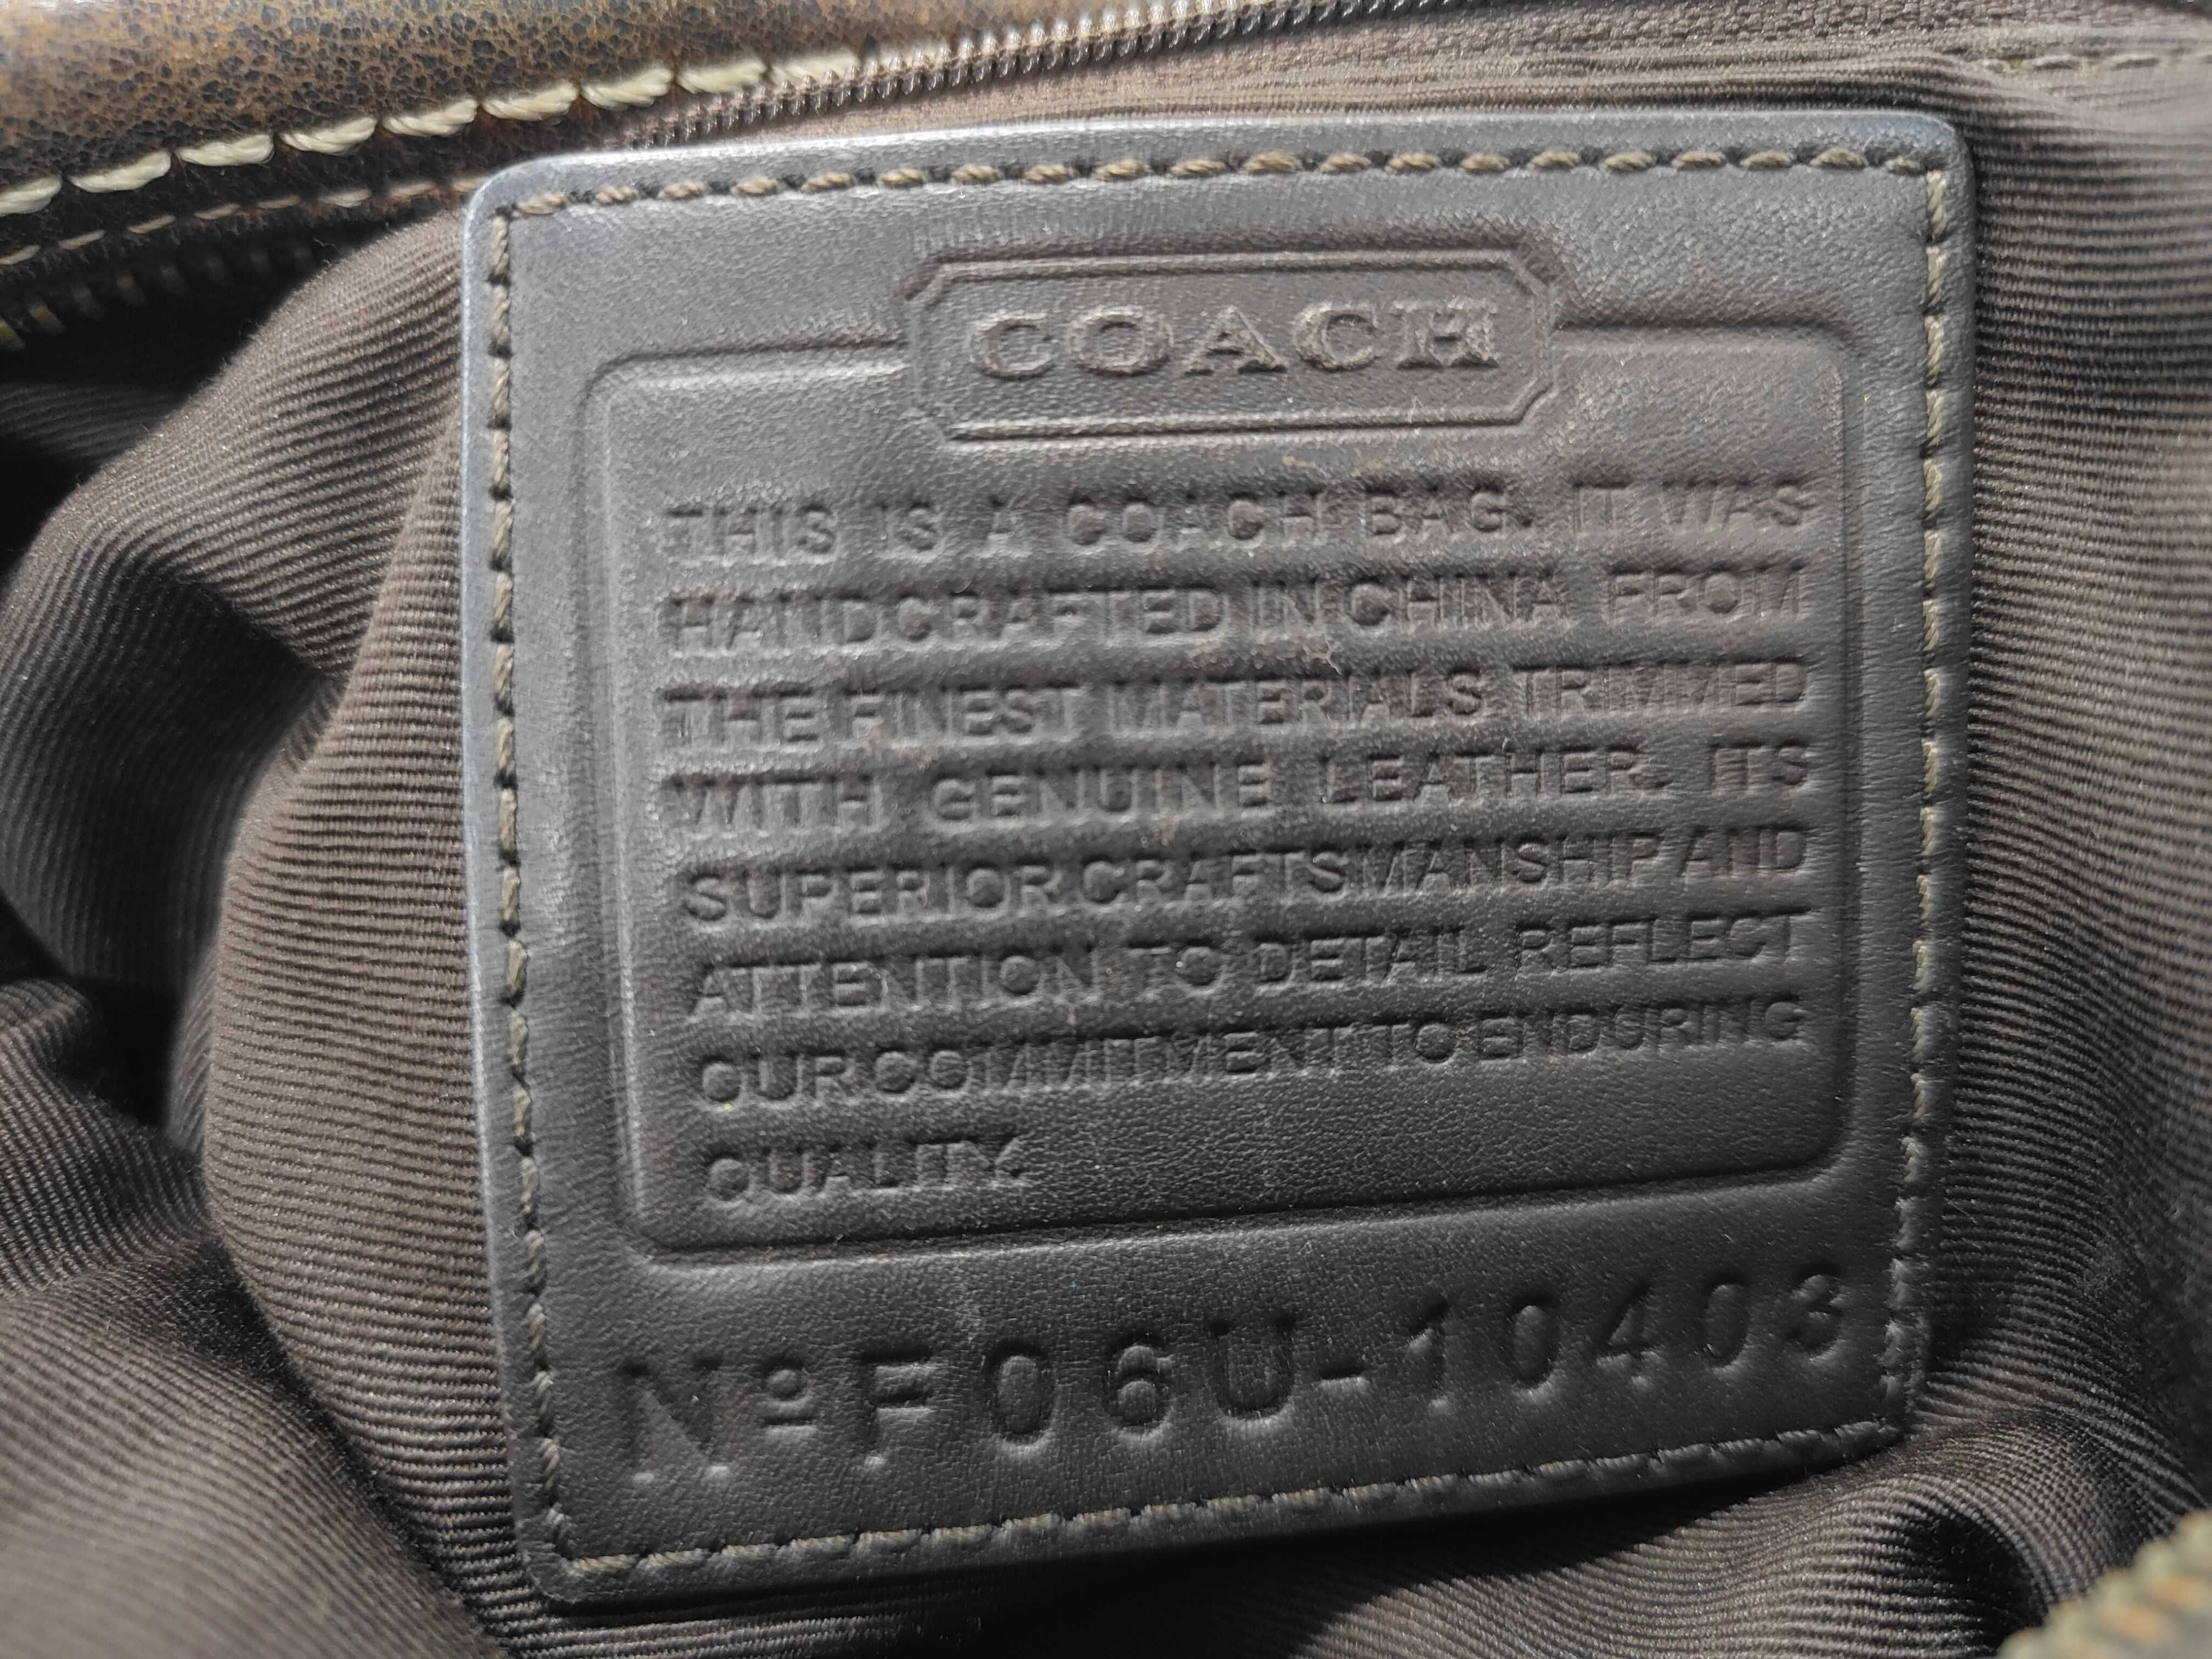 COACH
THIS IS A COACH BAG. IT WAS
HANDCRAFTED IN CHINA FROM
THE FINEST MATERIALS TRIMMED
WITH GENUINE LEATHER. ITS
SUPERIOR CRAFTSMANSHIP AND
ATTENTION TO DETAIL REFLECT
OUR COMMITMENT TO ENDURING
QUALITY.
Nº F06U-10403